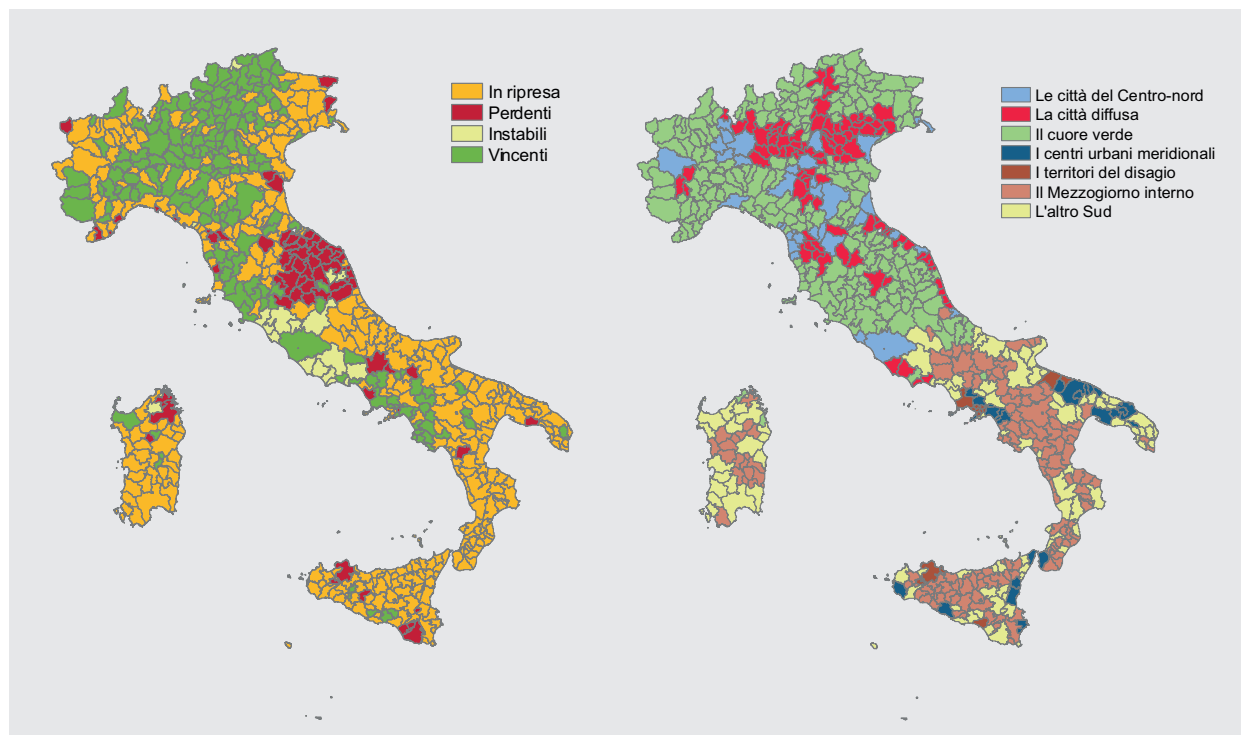 In ripresa
Perdenti
Instabili
Vincenti
Le città del Centro-nord
La città diffusa
Il cuore verde
I centri urbani meridionali
I territori del disagio
Il Mezzogiorno interno
L'altro Sud